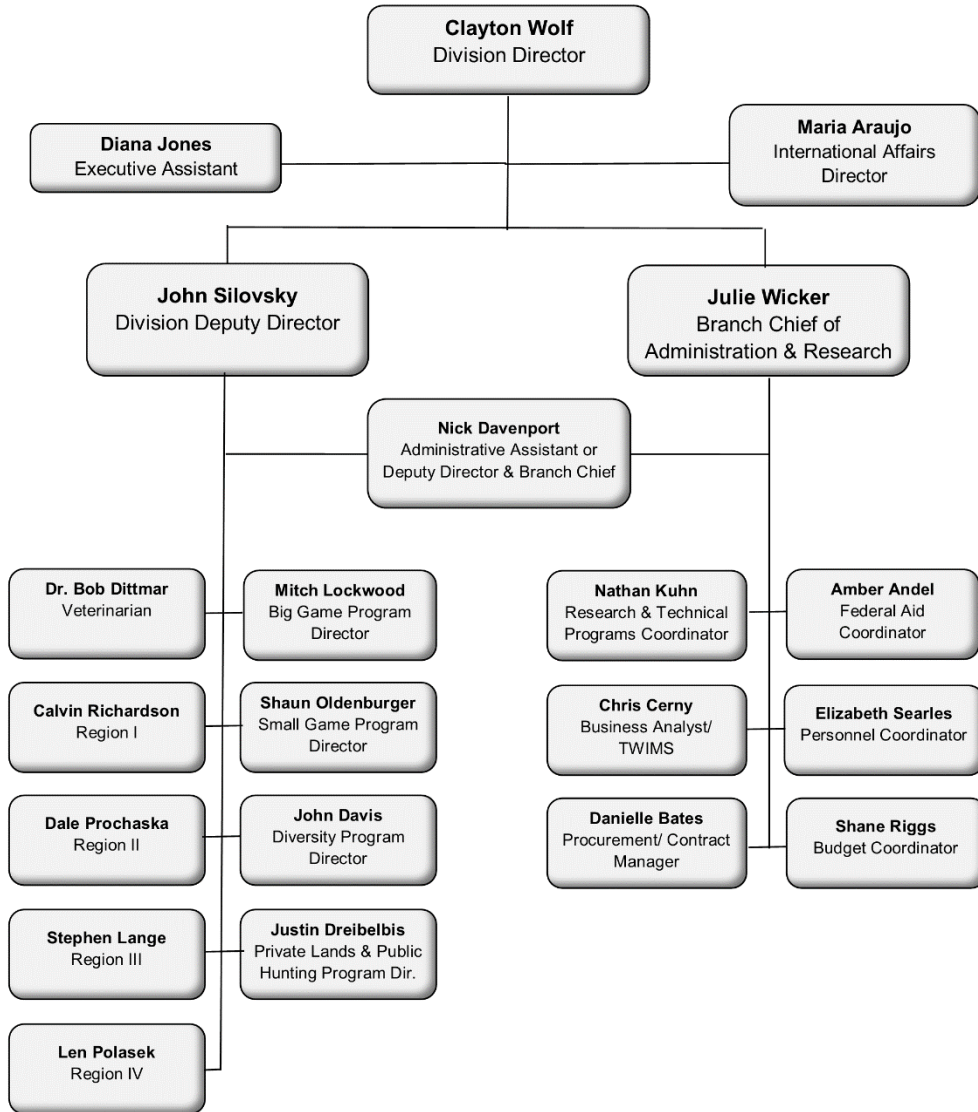 Clayton Wolf
Division Director
Diana Jones
Executive Assistant
Maria Araujo
International Affairs
Director
John Silovsky
Division Deputy Director
Julie Wicker
Branch Chief of
Administration & Research
Nick Davenport
Administrative Assistant or
Deputy Director & Branch Chief
Dr. Bob Dittmar
Veterinarian
Mitch Lockwood
Big Game Program
Director
Nathan Kuhn
Research & Technical
Programs Coordinator
Amber Andel
Federal Aid
Coordinator
Calvin Richardson
Region I
Shaun Oldenburger
Small Game Program
Director
Chris Cerny
Business Analyst/
TWIMS
Elizabeth Searles
Personnel Coordinator
Dale Prochaska
Region II
John Davis
Diversity Program
Director
Danielle Bates
Procurement/ Contract
Manager
Shane Riggs
Budget Coordinator
Stephen Lange
Region III
Justin Dreibelbis
Private Lands & Public
Hunting Program Dir.
Len Polasek
Region IV